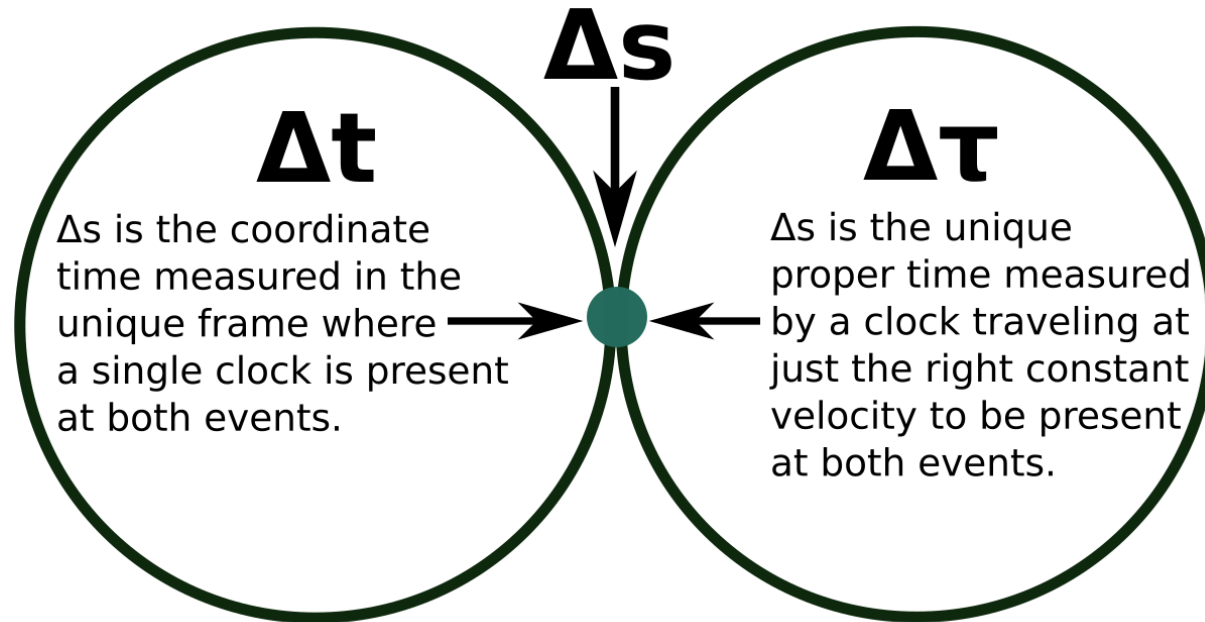 Δs
Δt
Δs is the coordinate
time measured in the
unique frame where
a single clock is present
at both events.
Δτ
Δs is the unique
proper time measured
by a clock traveling at
just the right constant
velocity to be present
at both events.